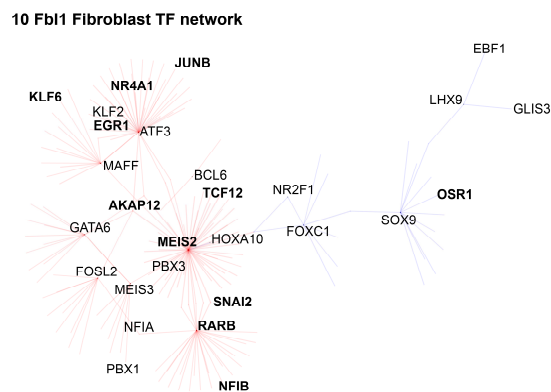 10 Fbl1 Fibroblast TF network
EBF1
JUNB
NR4A1
KLF6
LHX9
GLIS3
KLF2
EGR1
ATF3
MAFF
BCL6
TCF12
NR2F1
OSR1
AKAP12
SOX9
GATA6
FOXC1
MEIS2
HOXA10
PBX3
FOSL2
MEIS3
SNAI2
NFIA
RARB
PBX1
NFIB